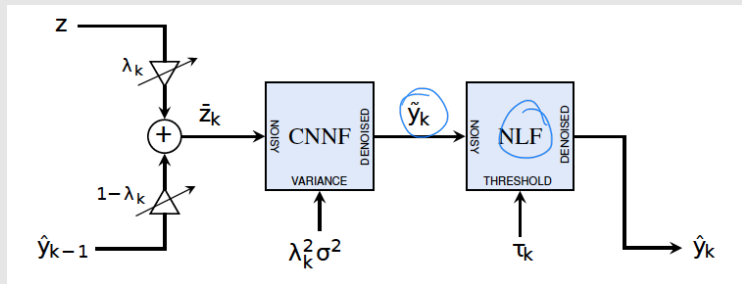 z
λₖ
z̄ₖ
+
NOISY
CNNF
DENOISED
VARIANCE
ỹₖ
NOISY
NLF
DENOISED
THRESHOLD
1−λₖ
ŷₖ₋₁
λₖ²σ²
τₖ
ŷₖ